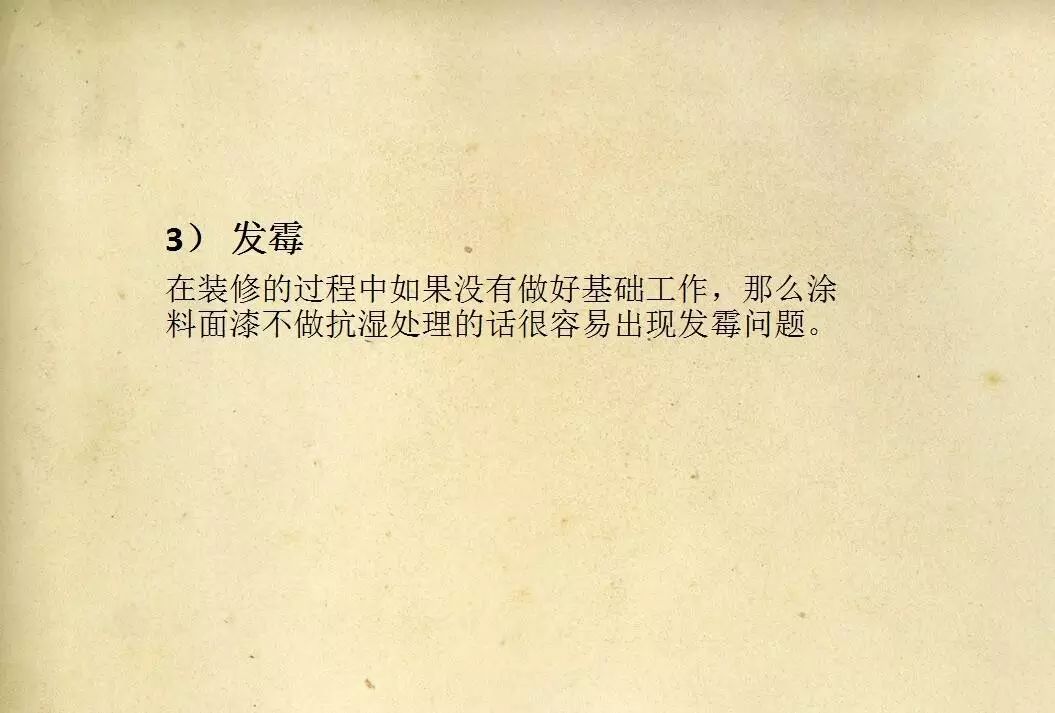 3） 发霉
在装修的过程中如果没有做好基础工作，那么涂
料面漆不做抗湿处理的话很容易出现发霉问题。